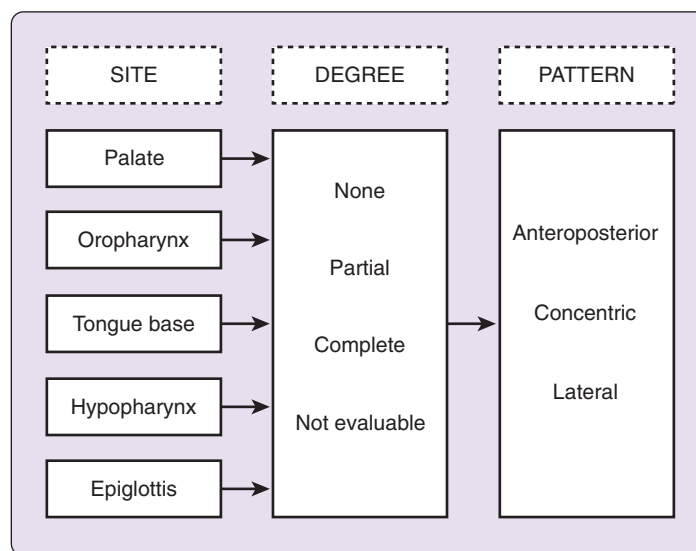 SITE
DEGREE
PATTERN
Palate
Oropharynx
Tongue base
Hypopharynx
Epiglottis
None
Partial
Complete
Not evaluable
Anteroposterior
Concentric
Lateral